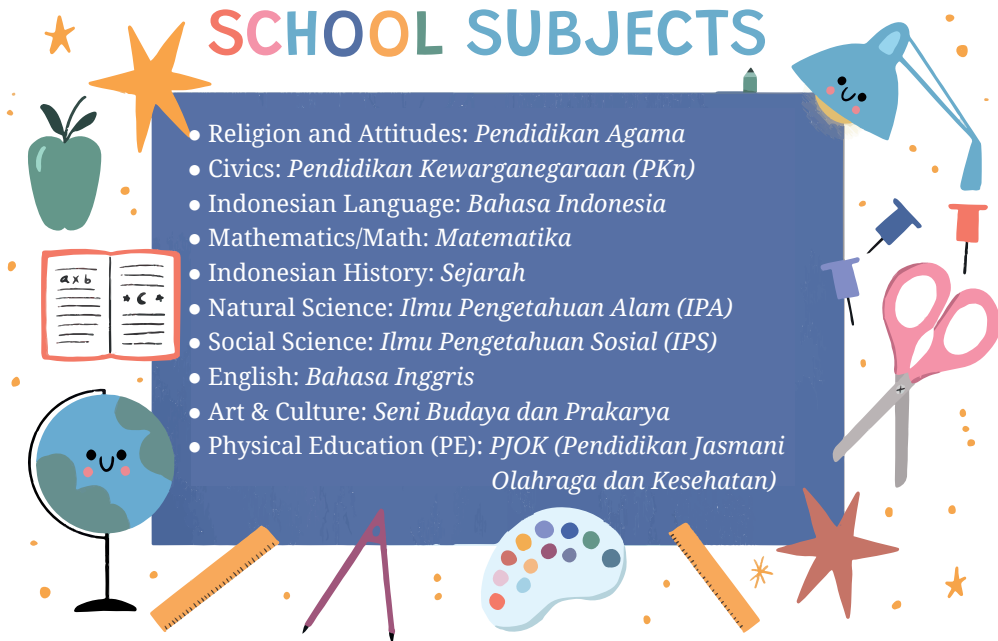 SCHOOL SUBJECTS
• Religion and Attitudes: Pendidikan Agama
• Civics: Pendidikan Kewarganegaraan (PKn)
• Indonesian Language: Bahasa Indonesia
• Mathematics/Math: Matematika
• Indonesian History: Sejarah
• Natural Science: Ilmu Pengetahuan Alam (IPA)
• Social Science: Ilmu Pengetahuan Sosial (IPS)
• English: Bahasa Inggris
• Art & Culture: Seni Budaya dan Prakarya
• Physical Education (PE): PJOK (Pendidikan Jasmani
Olahraga dan Kesehatan)
a x b